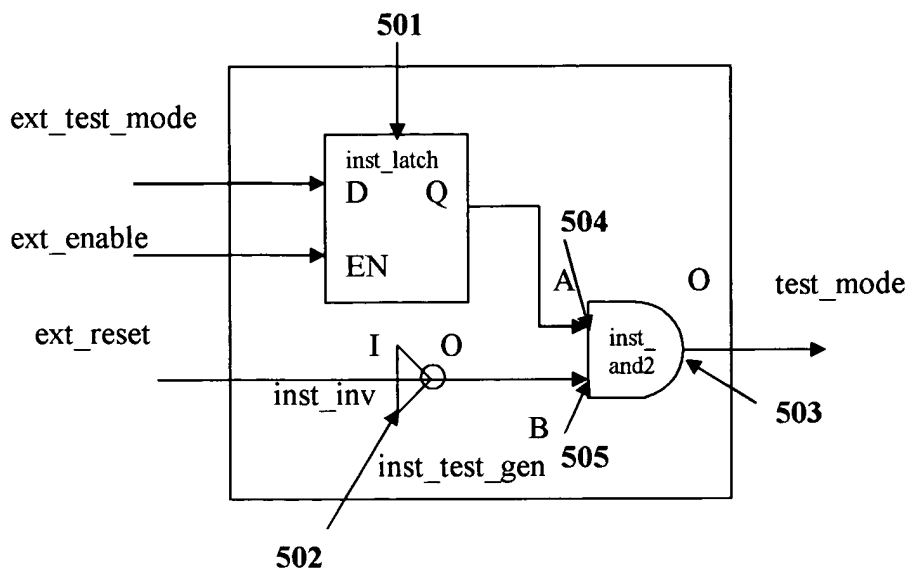 501
ext_test_mode
inst_latch
D Q
504
ext_enable
EN
A
O
test_mode
ext_reset
I O
inst_
and2
inst_inv
503
B
505
inst_test_gen
502